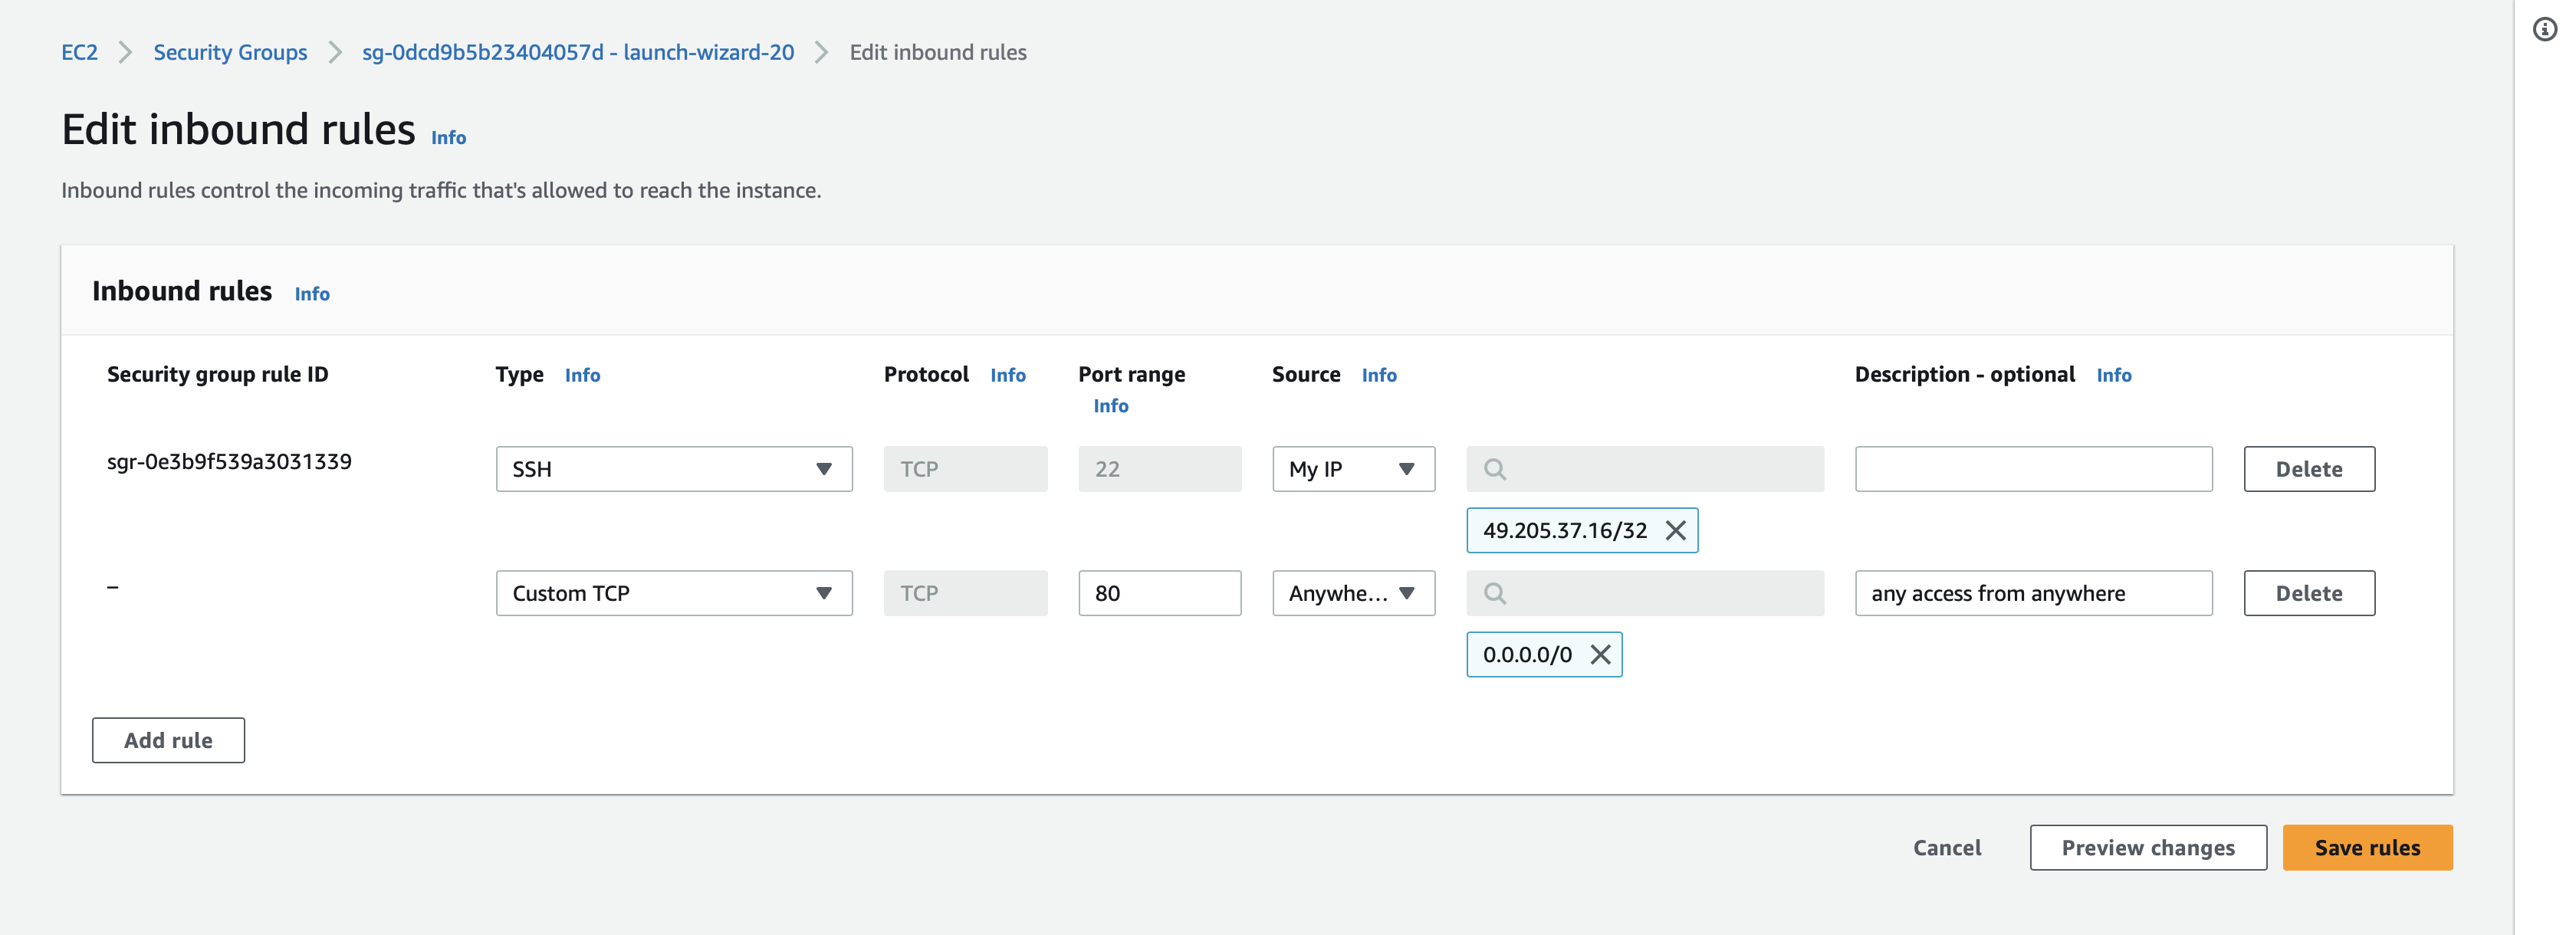 EC2 > Security Groups > sg-0dcd9b5b23404057d - launch-wizard-20 > Edit inbound rules
Edit inbound rules Info
Inbound rules control the incoming traffic that's allowed to reach the instance.
Inbound rules Info
Security group rule ID Type Info Protocol Info Port range Source Info Description - optional Info
Info
sgr-0e3b9f539a3031339 SSH TCP 22 My IP Delete
49.205.37.16/32
– Custom TCP TCP 80 Anywhe... any access from anywhere Delete
0.0.0.0/0
Add rule
Cancel Preview changes Save rules